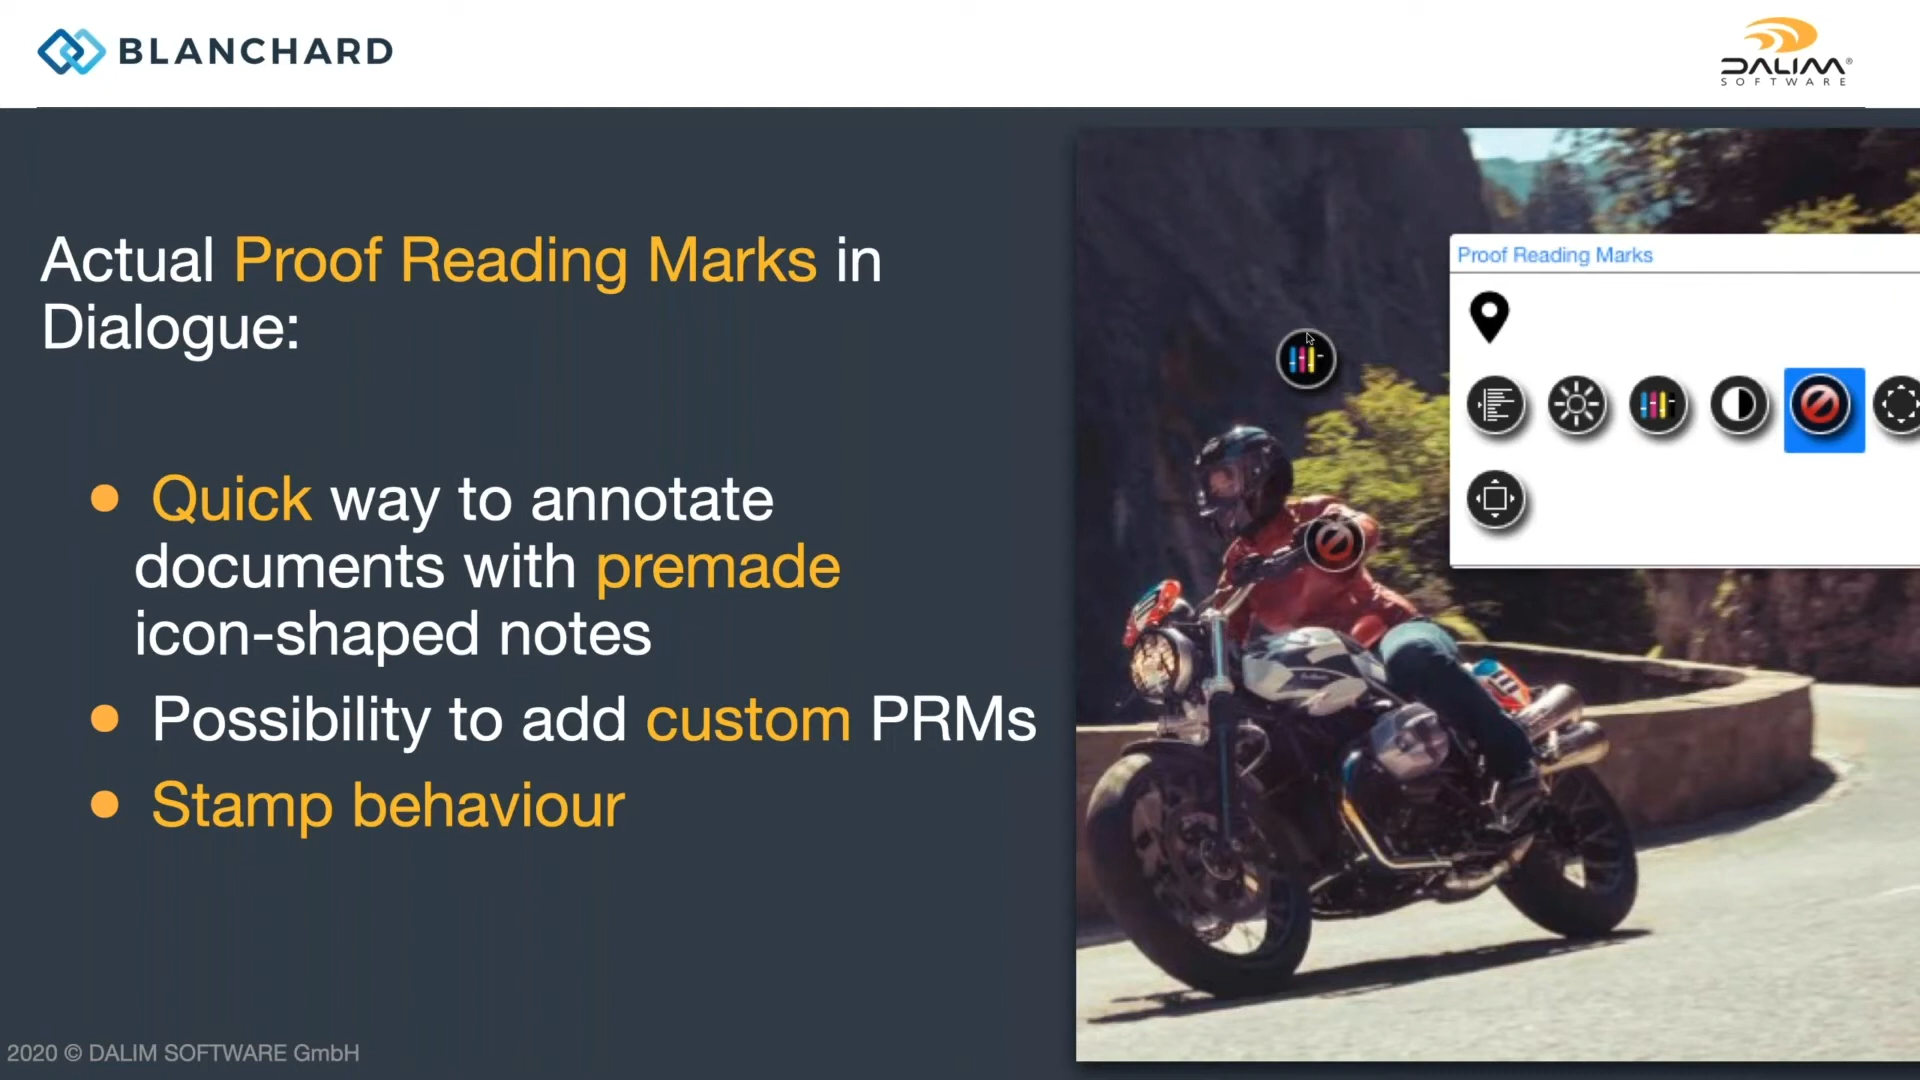 BLANCHARD
DALIM®
SOFTWARE
Actual Proof Reading Marks in
Dialogue:
Proof Reading Marks
● Quick way to annotate
documents with premade
icon-shaped notes
● Possibility to add custom PRMs
● Stamp behaviour
2020 © DALIM SOFTWARE GmbH